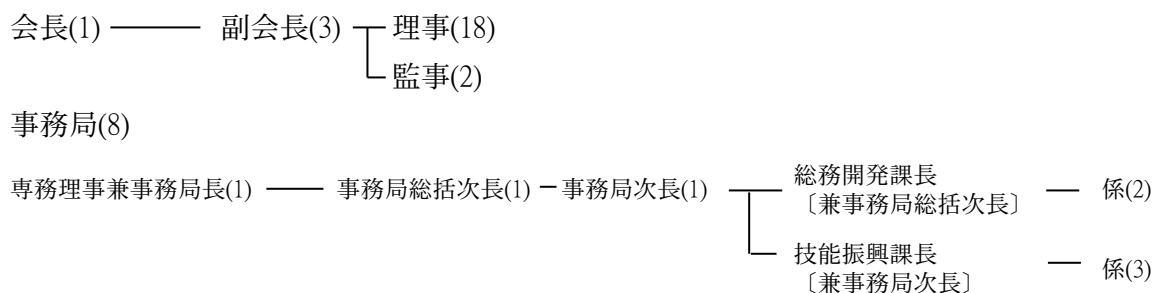 会長(1) 副会長(3) 理事(18)
監事(2)
事務局(8)
専務理事兼事務局長(1) 事務局総括次長(1) 事務局次長(1) 総務開発課長 係(2)
〔兼事務局総括次長〕
技能振興課長 係(3)
〔兼事務局次長〕